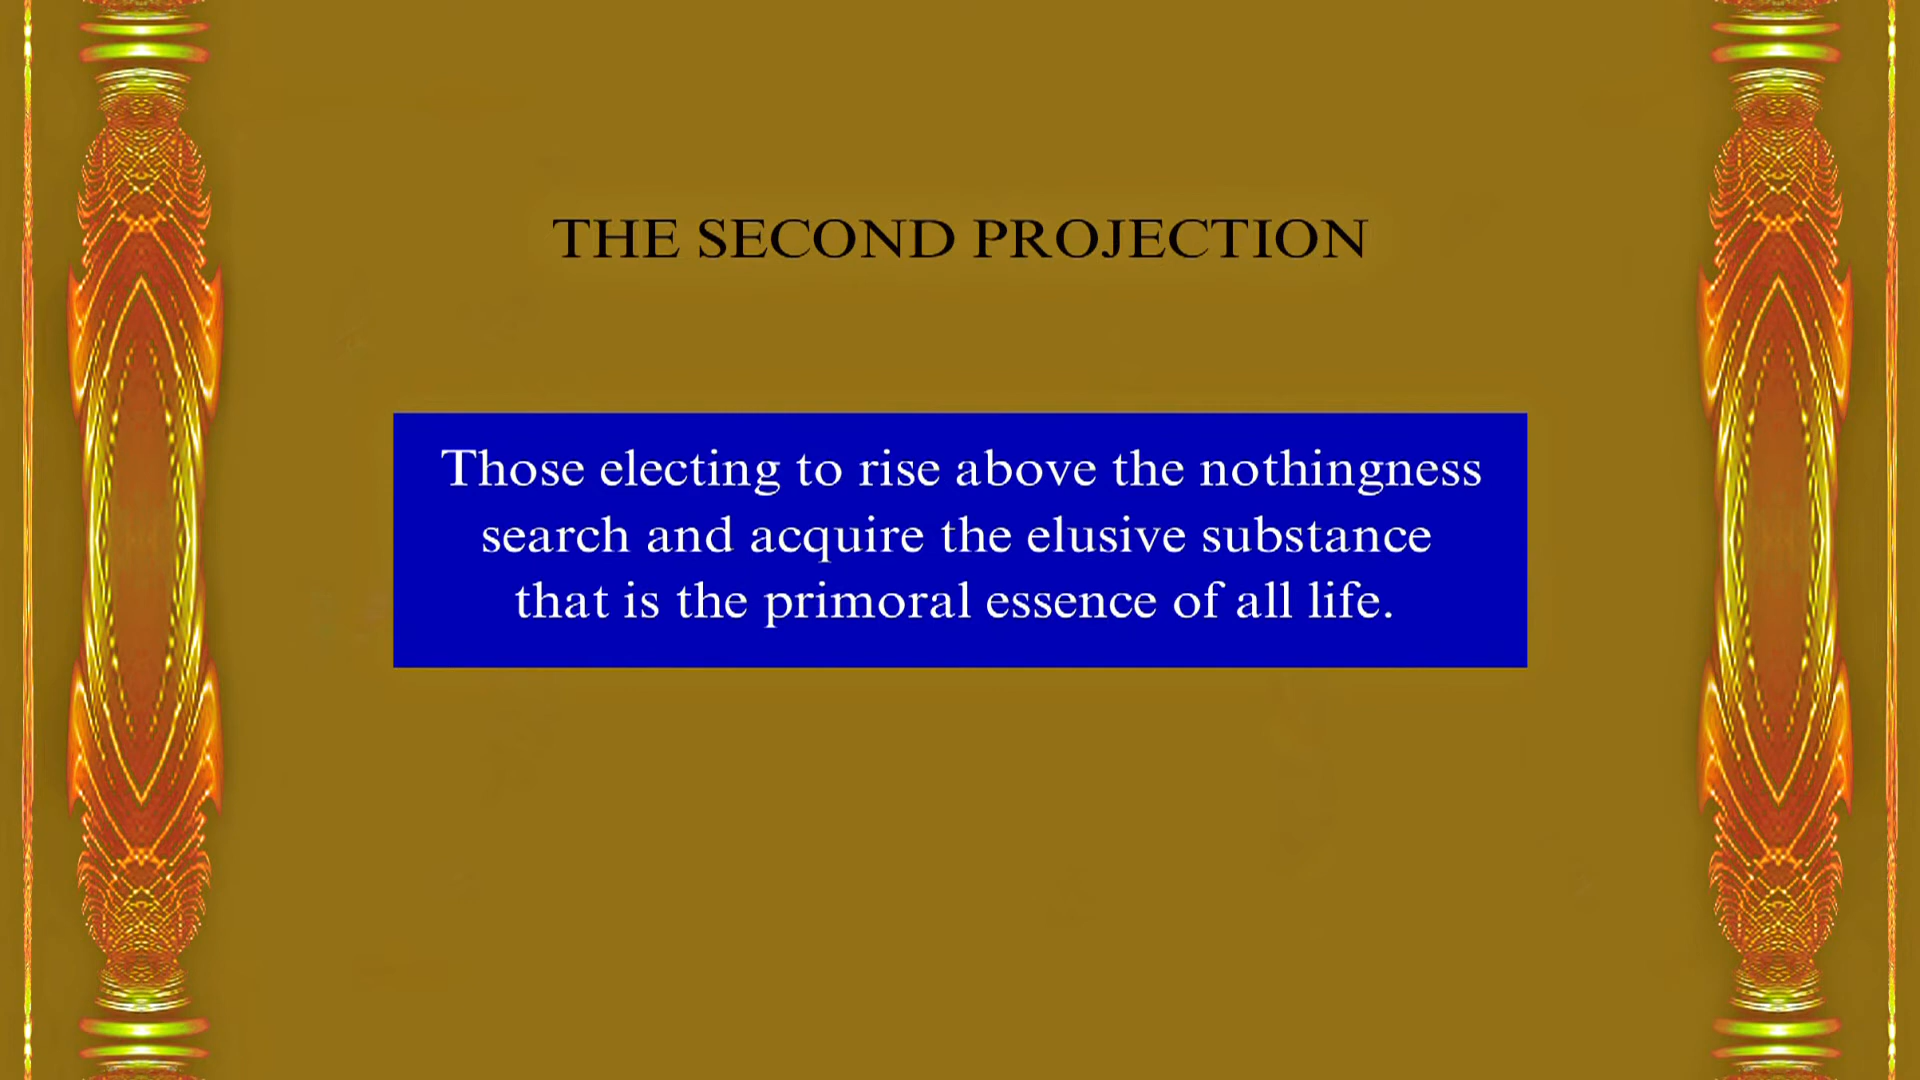 THE SECOND PROJECTION
Those electing to rise above the nothingness
search and acquire the elusive substance
that is the primoral essence of all life.